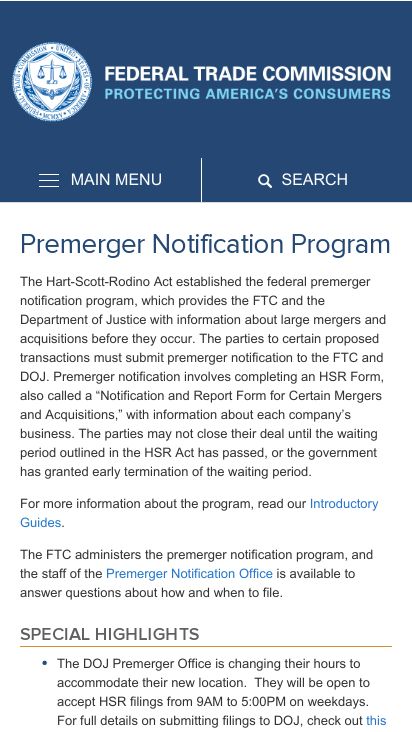 FEDERAL TRADE COMMISSION
PROTECTING AMERICA'S CONSUMERS
MAIN MENU
SEARCH
Premerger Notification Program
The Hart-Scott-Rodino Act established the federal premerger
notification program, which provides the FTC and the
Department of Justice with information about large mergers and
acquisitions before they occur. The parties to certain proposed
transactions must submit premerger notification to the FTC and
DOJ. Premerger notification involves completing an HSR Form,
also called a “Notification and Report Form for Certain Mergers
and Acquisitions,” with information about each company’s
business. The parties may not close their deal until the waiting
period outlined in the HSR Act has passed, or the government
has granted early termination of the waiting period.
For more information about the program, read our Introductory
Guides.
The FTC administers the premerger notification program, and
the staff of the Premerger Notification Office is available to
answer questions about how and when to file.
SPECIAL HIGHLIGHTS
• The DOJ Premerger Office is changing their hours to
accommodate their new location.  They will be open to
accept HSR filings from 9AM to 5:00PM on weekdays.
For full details on submitting filings to DOJ, check out this